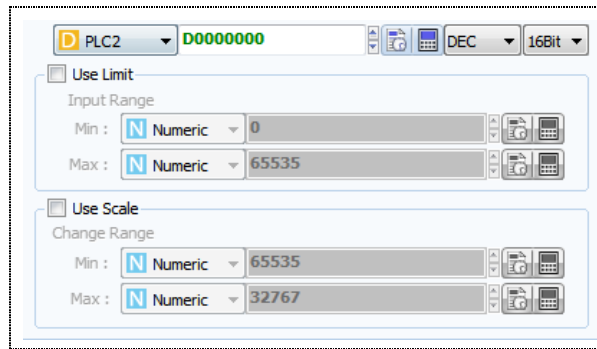 D PLC2 D0000000 DEC 16Bit
Use Limit
Input Range
Min : N Numeric 0
Max : N Numeric 65535
Use Scale
Change Range
Min : N Numeric 65535
Max : N Numeric 32767